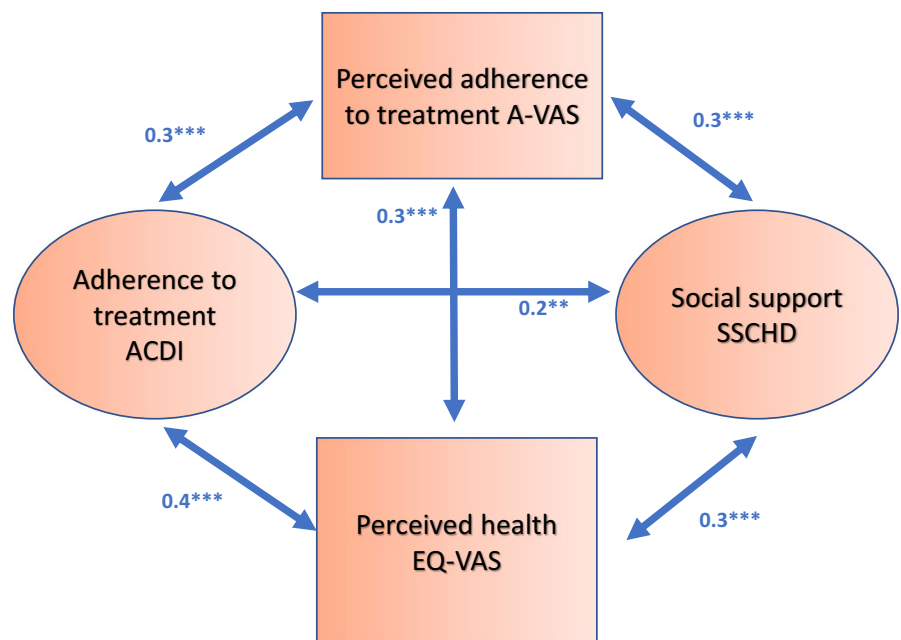 Perceived adherence
to treatment A-VAS
0.3***
0.3***
0.3***
Adherence to
treatment
ACDI
0.2**
Social support
SSCHD
0.4***
0.3***
Perceived health
EQ-VAS